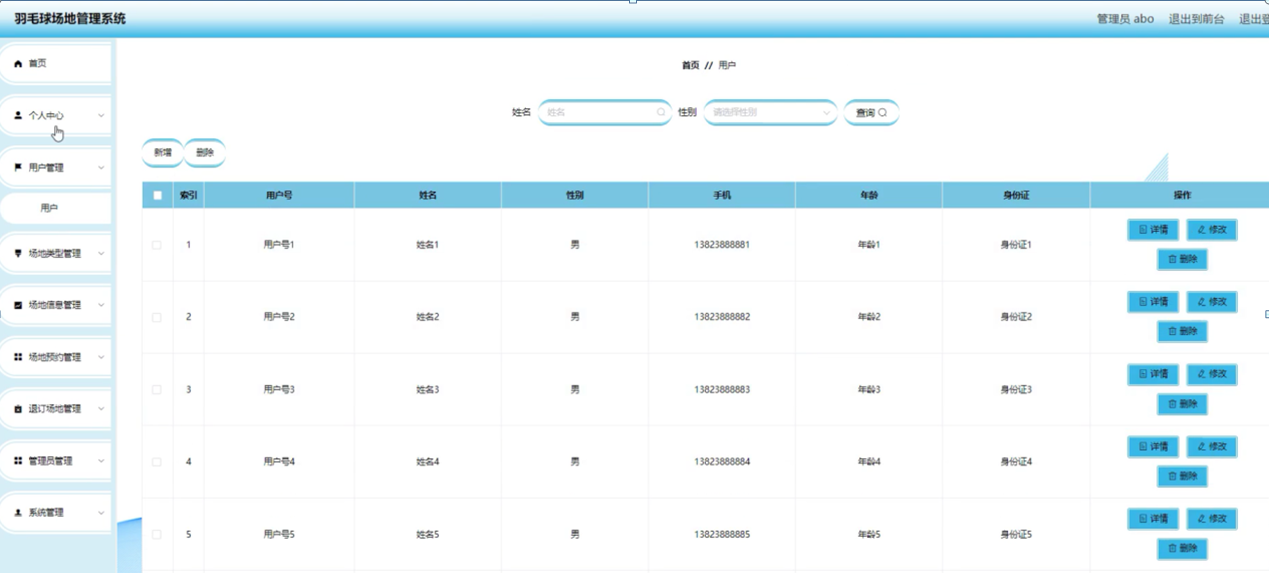 羽毛球场地管理系统
管理员 abo 退出到前台 退出
首页
首页 // 用户
个人中心
姓名 姓名 性别 请选择性别 查询
用户管理
新增 删除
用户
索引 用户号 姓名 性别 手机 年龄 身份证 操作
场地类型管理
1 用户号1 姓名1 男 13823888881 年龄1 身份证1 详情 修改
删除
场地信息管理
2 用户号2 姓名2 男 13823888882 年龄2 身份证2 详情 修改
删除
场地预约管理
3 用户号3 姓名3 男 13823888883 年龄3 身份证3 详情 修改
删除
退订场地管理
管理员管理
4 用户号4 姓名4 男 13823888884 年龄4 身份证4 详情 修改
删除
系统管理
5 用户号5 姓名5 男 13823888885 年龄5 身份证5 详情 修改
删除